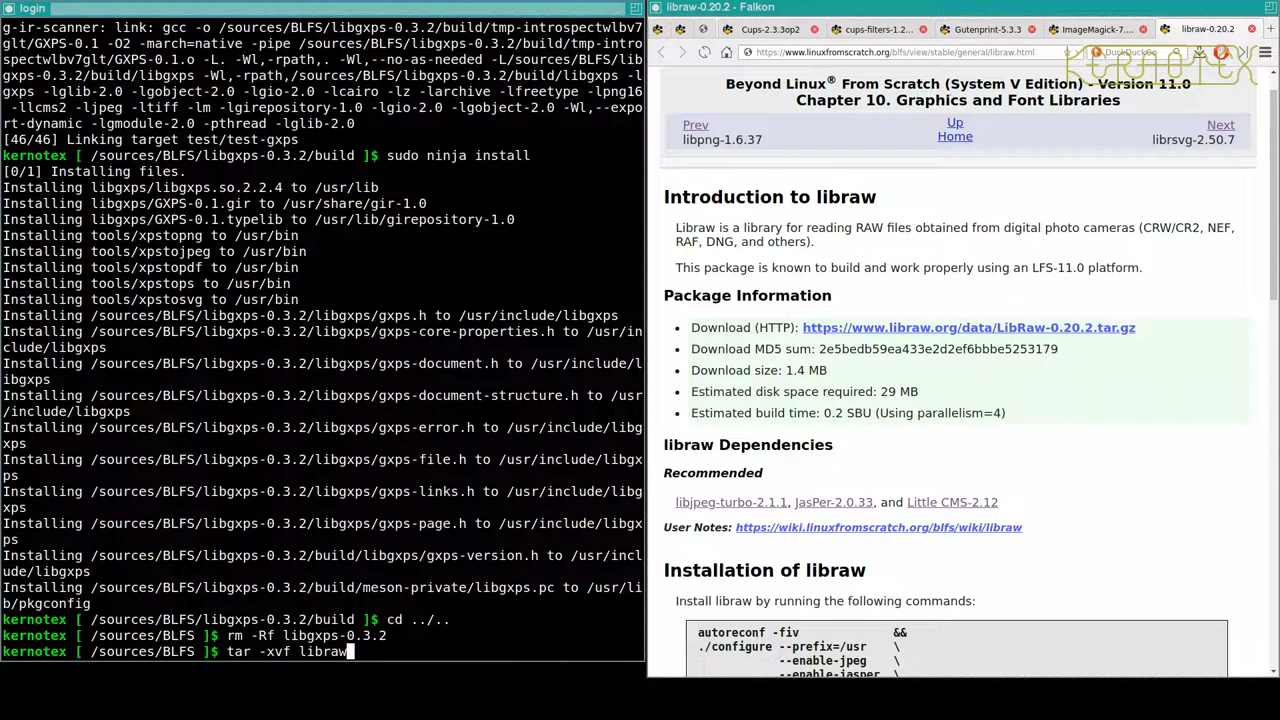 login
g-ir-scanner: link: gcc -o /sources/BLFS/libgxps-0.3.2/build/tmp-introspectwlbv7
glt/GXPS-0.1 -O2 -march=native -pipe /sources/BLFS/libgxps-0.3.2/build/tmp-intro
spectwlbv7glt/GXPS-0.1.o -L. -Wl,-rpath,. -Wl,--no-as-needed -L/sources/BLFS/lib
gxps-0.3.2/build/libgxps -Wl,-rpath,/sources/BLFS/libgxps-0.3.2/build/libgxps -l
gxps -lglib-2.0 -lgobject-2.0 -lgio-2.0 -lcairo -lz -larchive -lfreetype -lpng16
 -llcms2 -ljpeg -ltiff -lm -lgirepository-1.0 -lgio-2.0 -lgobject-2.0 -Wl,--expo
rt-dynamic -lgmodule-2.0 -pthread -lglib-2.0
[46/46] Linking target test/test-gxps
kernotex [ /sources/BLFS/libgxps-0.3.2/build ]$ sudo ninja install
[0/1] Installing files.
Installing libgxps/libgxps.so.2.2.4 to /usr/lib
Installing libgxps/GXPS-0.1.gir to /usr/share/gir-1.0
Installing libgxps/GXPS-0.1.typelib to /usr/lib/girepository-1.0
Installing tools/xpstopng to /usr/bin
Installing tools/xpstojpeg to /usr/bin
Installing tools/xpstopdf to /usr/bin
Installing tools/xpstops to /usr/bin
Installing tools/xpstosvg to /usr/bin
Installing /sources/BLFS/libgxps-0.3.2/libgxps/gxps.h to /usr/include/libgxps
Installing /sources/BLFS/libgxps-0.3.2/libgxps/gxps-core-properties.h to /usr/in
clude/libgxps
Installing /sources/BLFS/libgxps-0.3.2/libgxps/gxps-document.h to /usr/include/l
ibgxps
Installing /sources/BLFS/libgxps-0.3.2/libgxps/gxps-document-structure.h to /usr
/include/libgxps
Installing /sources/BLFS/libgxps-0.3.2/libgxps/gxps-error.h to /usr/include/libg
xps
Installing /sources/BLFS/libgxps-0.3.2/libgxps/gxps-file.h to /usr/include/libgx
ps
Installing /sources/BLFS/libgxps-0.3.2/libgxps/gxps-links.h to /usr/include/libg
xps
Installing /sources/BLFS/libgxps-0.3.2/libgxps/gxps-page.h to /usr/include/libgx
ps
Installing /sources/BLFS/libgxps-0.3.2/build/libgxps/gxps-version.h to /usr/incl
ude/libgxps
Installing /sources/BLFS/libgxps-0.3.2/build/meson-private/libgxps.pc to /usr/li
b/pkgconfig
kernotex [ /sources/BLFS/libgxps-0.3.2/build ]$ cd ../..
kernotex [ /sources/BLFS ]$ rm -Rf libgxps-0.3.2
kernotex [ /sources/BLFS ]$ tar -xvf libraw
libraw-0.20.2 - Falkon
Cups-2.3.3op2
cups-filters-1.2...
Gutenprint-5.3.3
ImageMagick-7....
libraw-0.20.2
https://www.linuxfromscratch.org/blfs/view/stable/general/libraw.html
DuckDuckGo
KERNOTEX
Beyond Linux® From Scratch (System V Edition) - Version 11.0
Chapter 10. Graphics and Font Libraries
Prev
Up
Next
libpng-1.6.37
Home
librsvg-2.50.7
Introduction to libraw
Libraw is a library for reading RAW files obtained from digital photo cameras (CRW/CR2, NEF,
RAF, DNG, and others).
This package is known to build and work properly using an LFS-11.0 platform.
Package Information
• Download (HTTP): https://www.libraw.org/data/LibRaw-0.20.2.tar.gz
• Download MD5 sum: 2e5bedb59ea433e2d2ef6bbbe5253179
• Download size: 1.4 MB
• Estimated disk space required: 29 MB
• Estimated build time: 0.2 SBU (Using parallelism=4)
libraw Dependencies
Recommended
libjpeg-turbo-2.1.1, JasPer-2.0.33, and Little CMS-2.12
User Notes: https://wiki.linuxfromscratch.org/blfs/wiki/libraw
Installation of libraw
Install libraw by running the following commands:
autoreconf -fiv &&
./configure --prefix=/usr \
--enable-jpeg \
--enable-jasper \